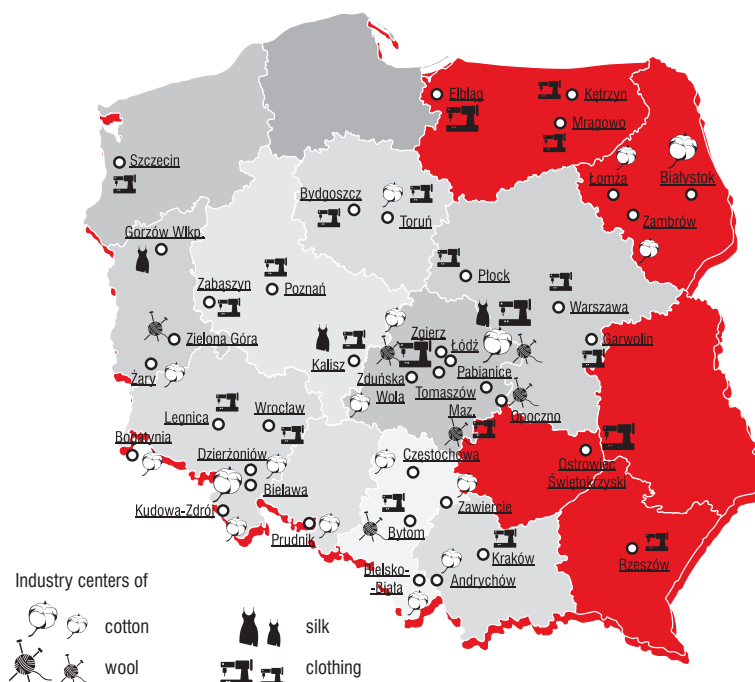 Elbląg
Kętrzyn
Mrągowo
Szczecin
Łomża
Białystok
Bydgoszcz
Toruń
Zambrów
Gorzów Wlkp.
Płock
Zabąszyn
Poznań
Warszawa
Zielona Góra
Zgierz
Łódź
Garwolin
Kalisz
Żary
Zduńska
Wola
Pabianice
Tomaszów
Maz.
Opoczno
Legnica
Wrocław
Bogatynia
Dzierżoniów
Częstochowa
Ostrowiec
Świętokrzyski
Bielawa
Kudowa-Zdrój
Zawiercie
Prudnik
Bytom
Kraków
Rzeszów
Bielsko-
-Biała
Andrychów
Industry centers of
cotton
silk
wool
clothing